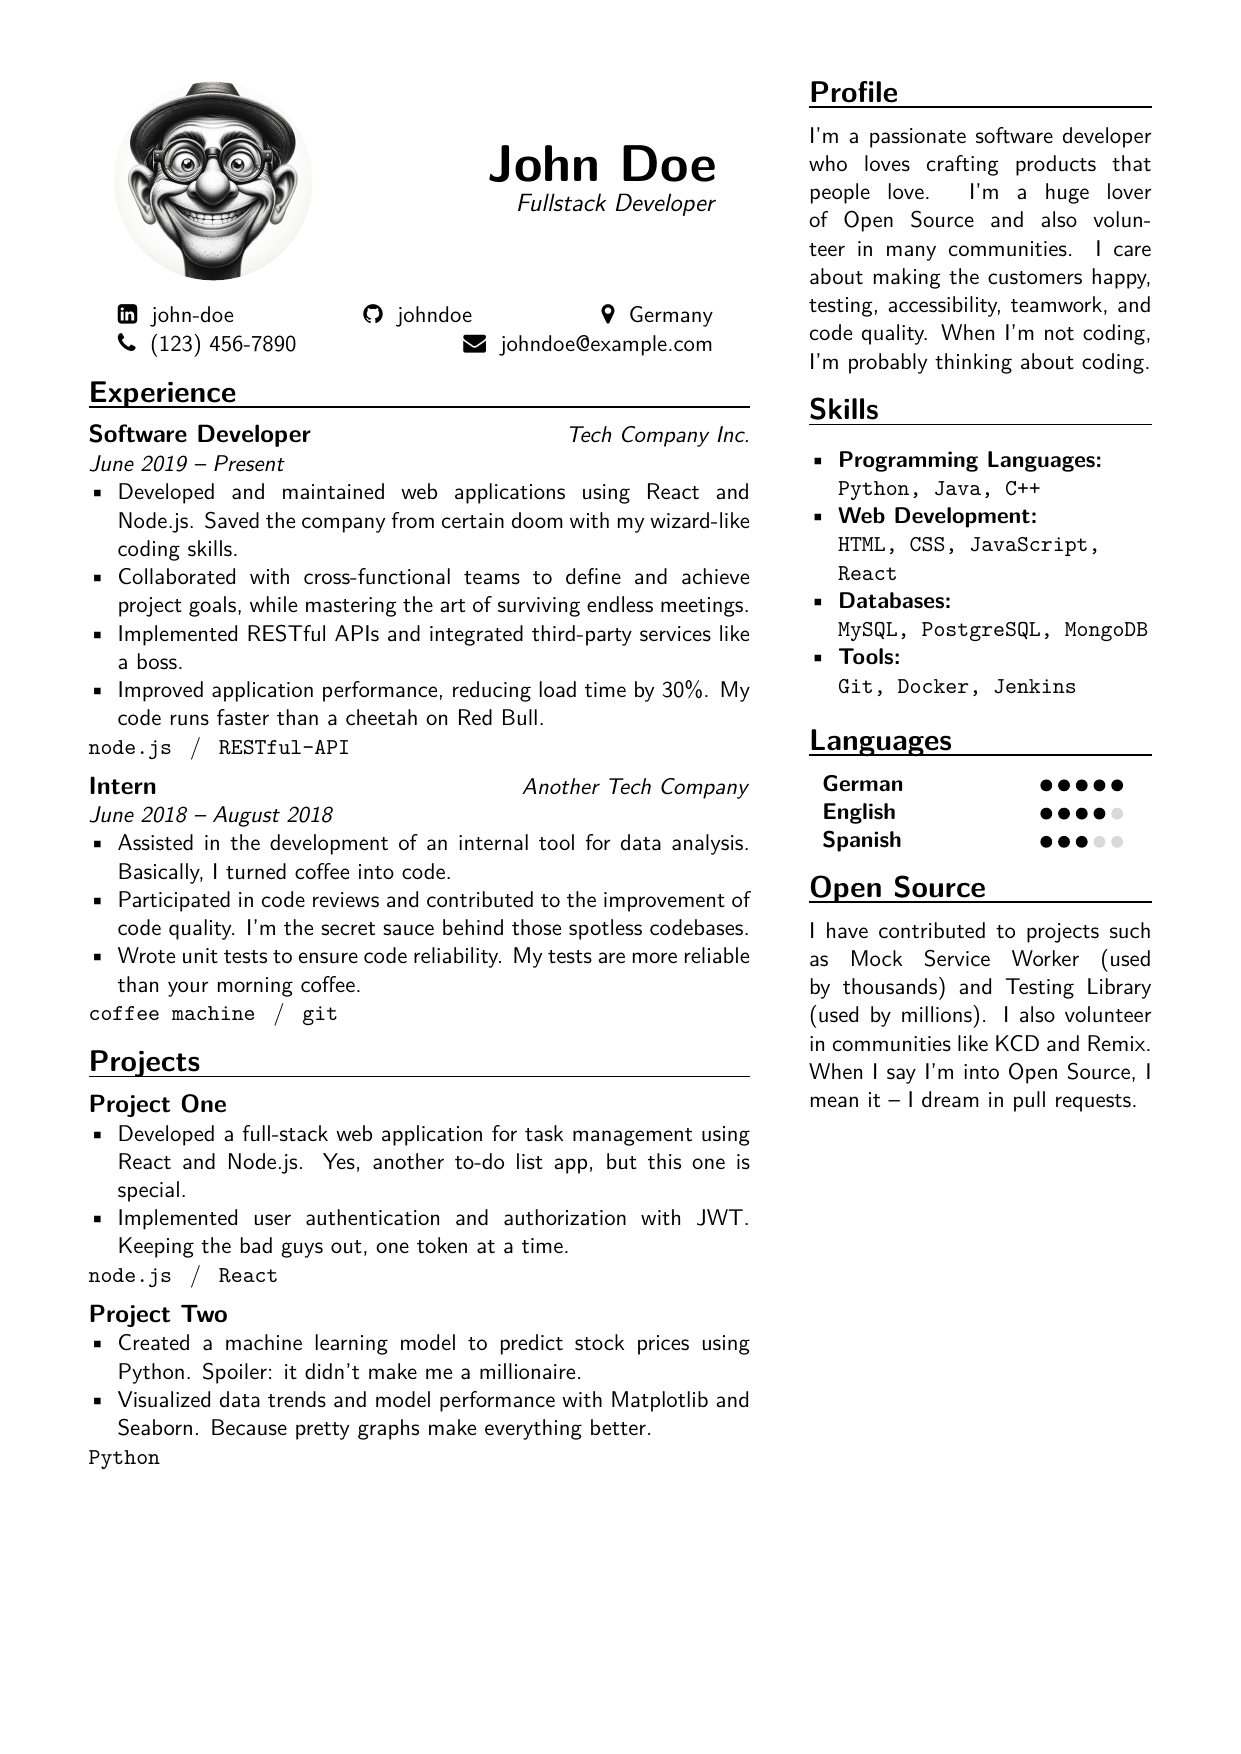 John Doe
Fullstack Developer
john-doe johndoe Germany
(123) 456-7890 johndoe@example.com
Experience
Software Developer Tech Company Inc.
June 2019 – Present
▪ Developed and maintained web applications using React and
Node.js. Saved the company from certain doom with my wizard-like
coding skills.
▪ Collaborated with cross-functional teams to define and achieve
project goals, while mastering the art of surviving endless meetings.
▪ Implemented RESTful APIs and integrated third-party services like
a boss.
▪ Improved application performance, reducing load time by 30%. My
code runs faster than a cheetah on Red Bull.
node.js / RESTful-API
Intern Another Tech Company
June 2018 – August 2018
▪ Assisted in the development of an internal tool for data analysis.
Basically, I turned coffee into code.
▪ Participated in code reviews and contributed to the improvement of
code quality. I'm the secret sauce behind those spotless codebases.
▪ Wrote unit tests to ensure code reliability. My tests are more reliable
than your morning coffee.
coffee machine / git
Projects
Project One
▪ Developed a full-stack web application for task management using
React and Node.js. Yes, another to-do list app, but this one is
special.
▪ Implemented user authentication and authorization with JWT.
Keeping the bad guys out, one token at a time.
node.js / React
Project Two
▪ Created a machine learning model to predict stock prices using
Python. Spoiler: it didn't make me a millionaire.
▪ Visualized data trends and model performance with Matplotlib and
Seaborn. Because pretty graphs make everything better.
Python
Profile
I'm a passionate software developer
who loves crafting products that
people love. I'm a huge lover
of Open Source and also volun-
teer in many communities. I care
about making the customers happy,
testing, accessibility, teamwork, and
code quality. When I'm not coding,
I'm probably thinking about coding.
Skills
▪ Programming Languages:
Python, Java, C++
▪ Web Development:
HTML, CSS, JavaScript,
React
▪ Databases:
MySQL, PostgreSQL, MongoDB
▪ Tools:
Git, Docker, Jenkins
Languages
German
English
Spanish
Open Source
I have contributed to projects such
as Mock Service Worker (used
by thousands) and Testing Library
(used by millions). I also volunteer
in communities like KCD and Remix.
When I say I'm into Open Source, I
mean it – I dream in pull requests.